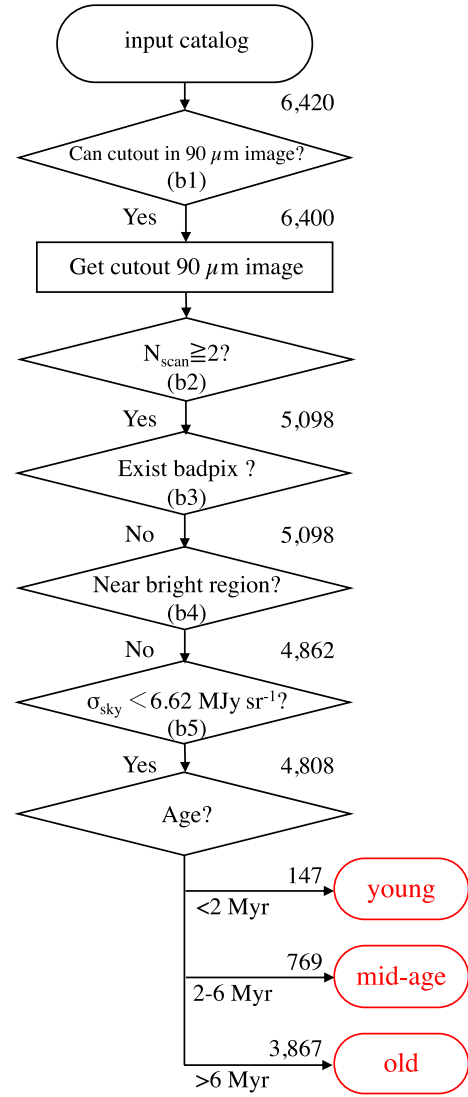 input catalog
6,420
Can cutout in 90 μm image?
(b1)
Yes
6,400
Get cutout 90 μm image
N_scan≧2?
(b2)
Yes
5,098
Exist badpix ?
(b3)
No
5,098
Near bright region?
(b4)
No
4,862
σ_sky < 6.62 MJy sr⁻¹?
(b5)
Yes
4,808
Age?
147
<2 Myr
young
769
2-6 Myr
mid-age
3,867
>6 Myr
old